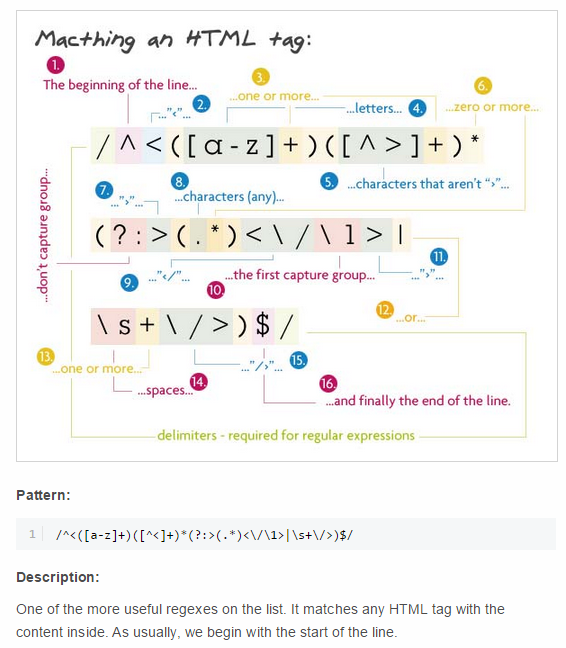 Macthing an HTML tag:
1.
The beginning of the line...
..."‹"...
2.
3.
...one or more...
...letters...
4.
6.
...zero or more...
/^<([a-z]+)([^>]+)*
5.
...characters that aren't "›"...
7.
..."›"...
8.
...characters (any)...
...don't capture group...
(?:>(.*)<\/\1>|
9.
..."‹/"...
10.
...the first capture group...
11.
..."›"...
12.
...or...
\s+\/>)$/
13.
...one or more...
14.
...spaces...
..."/›"...
15.
16.
...and finally the end of the line.
delimiters - required for regular expressions
Pattern:
1 /^<([a-z]+)([^<]+)*(?:>(.*)<\/\1>|\s+\/>)$/
Description:
One of the more useful regexes on the list. It matches any HTML tag with the
content inside. As usually, we begin with the start of the line.